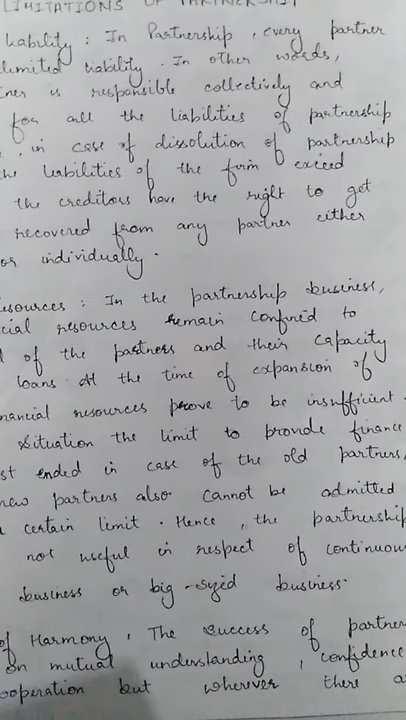 LIMITATIONS OF PARTNERSHIP
liability : In Partnership , every partner
limited liability . In other words,
ner is responsible collectively and
for all the liabilities of partnership
, in case of dissolution of partnership
he liabilities of the firm exceed
the creditors have the right to get
recovered from any partner either
or individually .
esources : In the partnership business,
cial resources remain confined to
l of the partners and their capacity
loans . At the time of expansion of
nancial resources prove to be insufficient .
situation the limit to provide finance
st ended in case of the old partners,
new partners also cannot be admitted
a certain limit . Hence , the partnership
not useful in respect of continuou
business or big-syed business .
of Harmony , The success of partner
on mutual understanding , confidence
ooperation but wherever there a